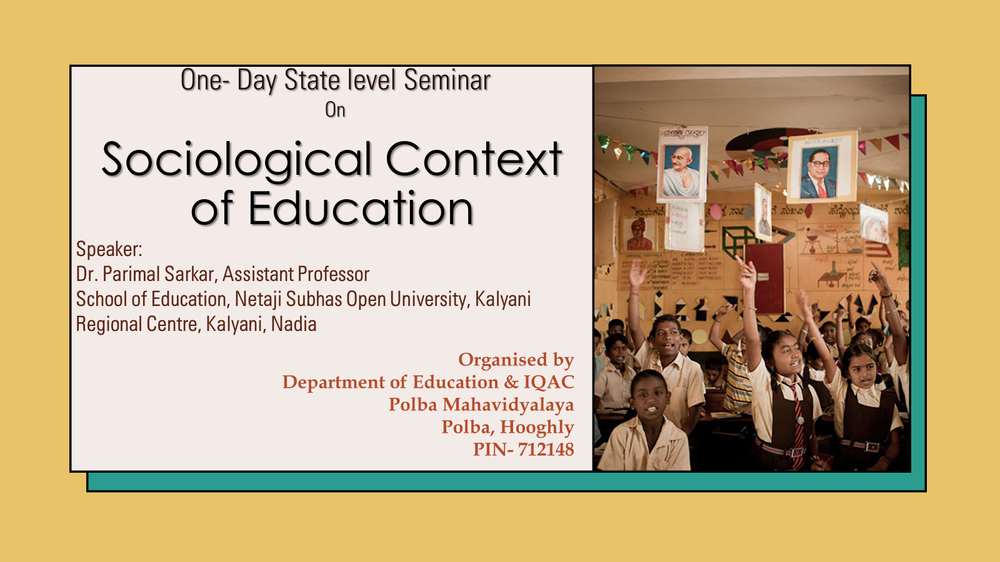 One- Day State level Seminar
On
Sociological Context
of Education
Speaker:
Dr. Parimal Sarkar, Assistant Professor
School of Education, Netaji Subhas Open University, Kalyani
Regional Centre, Kalyani, Nadia
Organised by
Department of Education & IQAC
Polba Mahavidyalaya
Polba, Hooghly
PIN- 712148